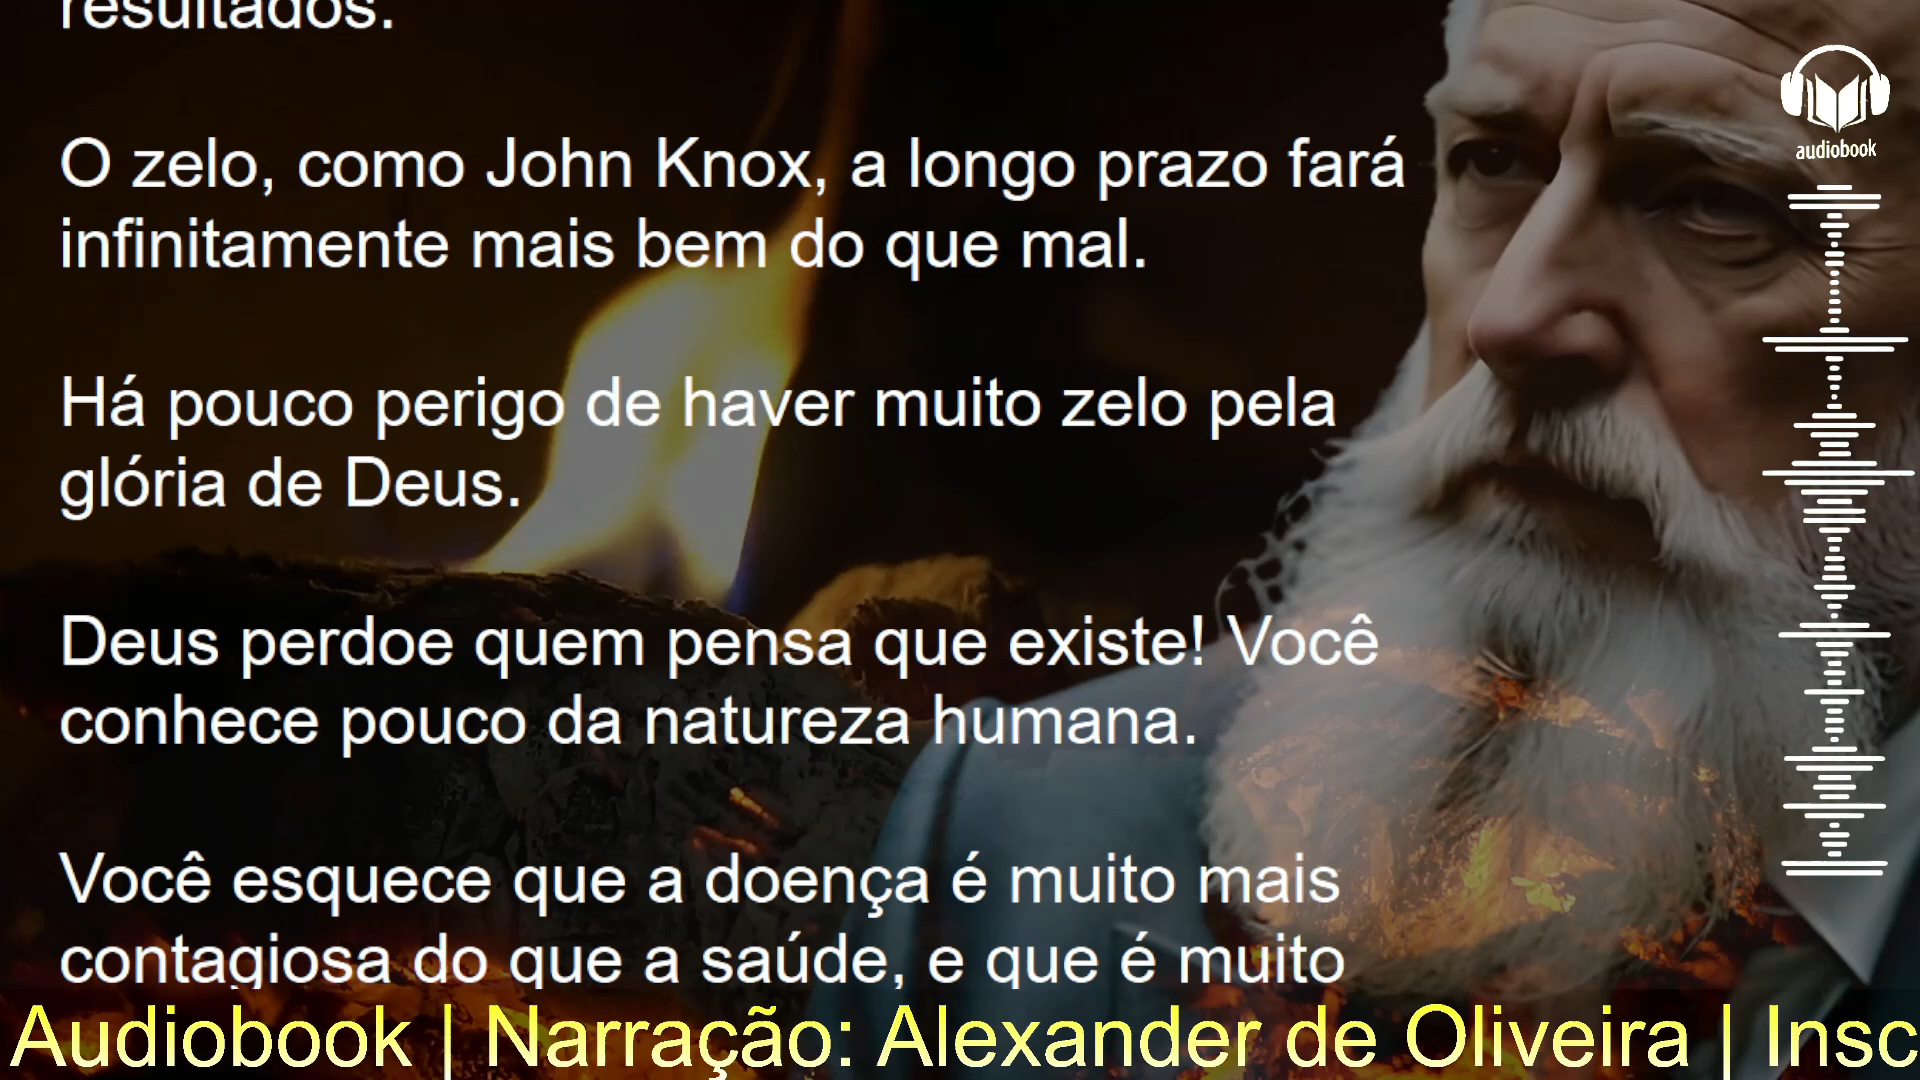 resultados.
O zelo, como John Knox, a longo prazo fará
infinitamente mais bem do que mal.
Há pouco perigo de haver muito zelo pela
glória de Deus.
Deus perdoe quem pensa que existe! Você
conhece pouco da natureza humana.
Você esquece que a doença é muito mais
contagiosa do que a saúde, e que é muito
Audiobook | Narração: Alexander de Oliveira | Insc
audiobook